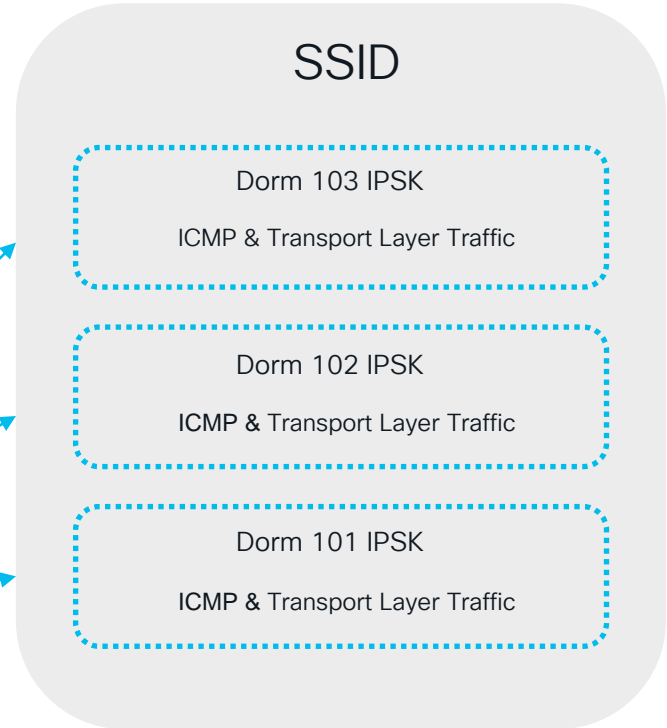 SSID
Dorm 103 IPSK
ICMP & Transport Layer Traffic
Dorm 102 IPSK
ICMP & Transport Layer Traffic
Dorm 101 IPSK
ICMP & Transport Layer Traffic